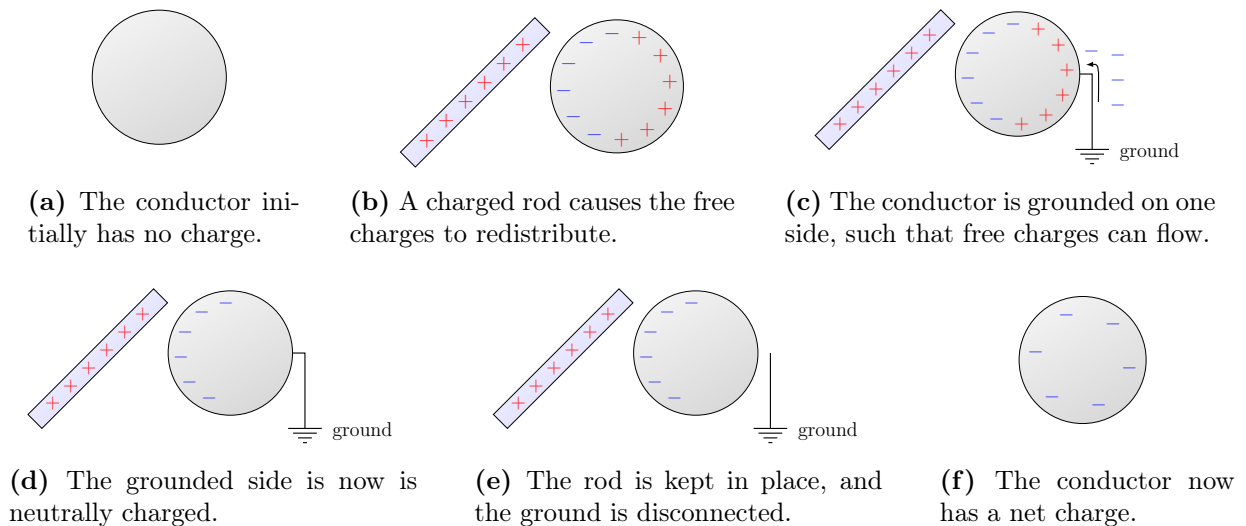 ground
(a) The conductor ini-
tially has no charge.
(b) A charged rod causes the free
charges to redistribute.
(c) The conductor is grounded on one
side, such that free charges can flow.
ground
ground
(d) The grounded side is now is
neutrally charged.
(e) The rod is kept in place, and
the ground is disconnected.
(f) The conductor now
has a net charge.